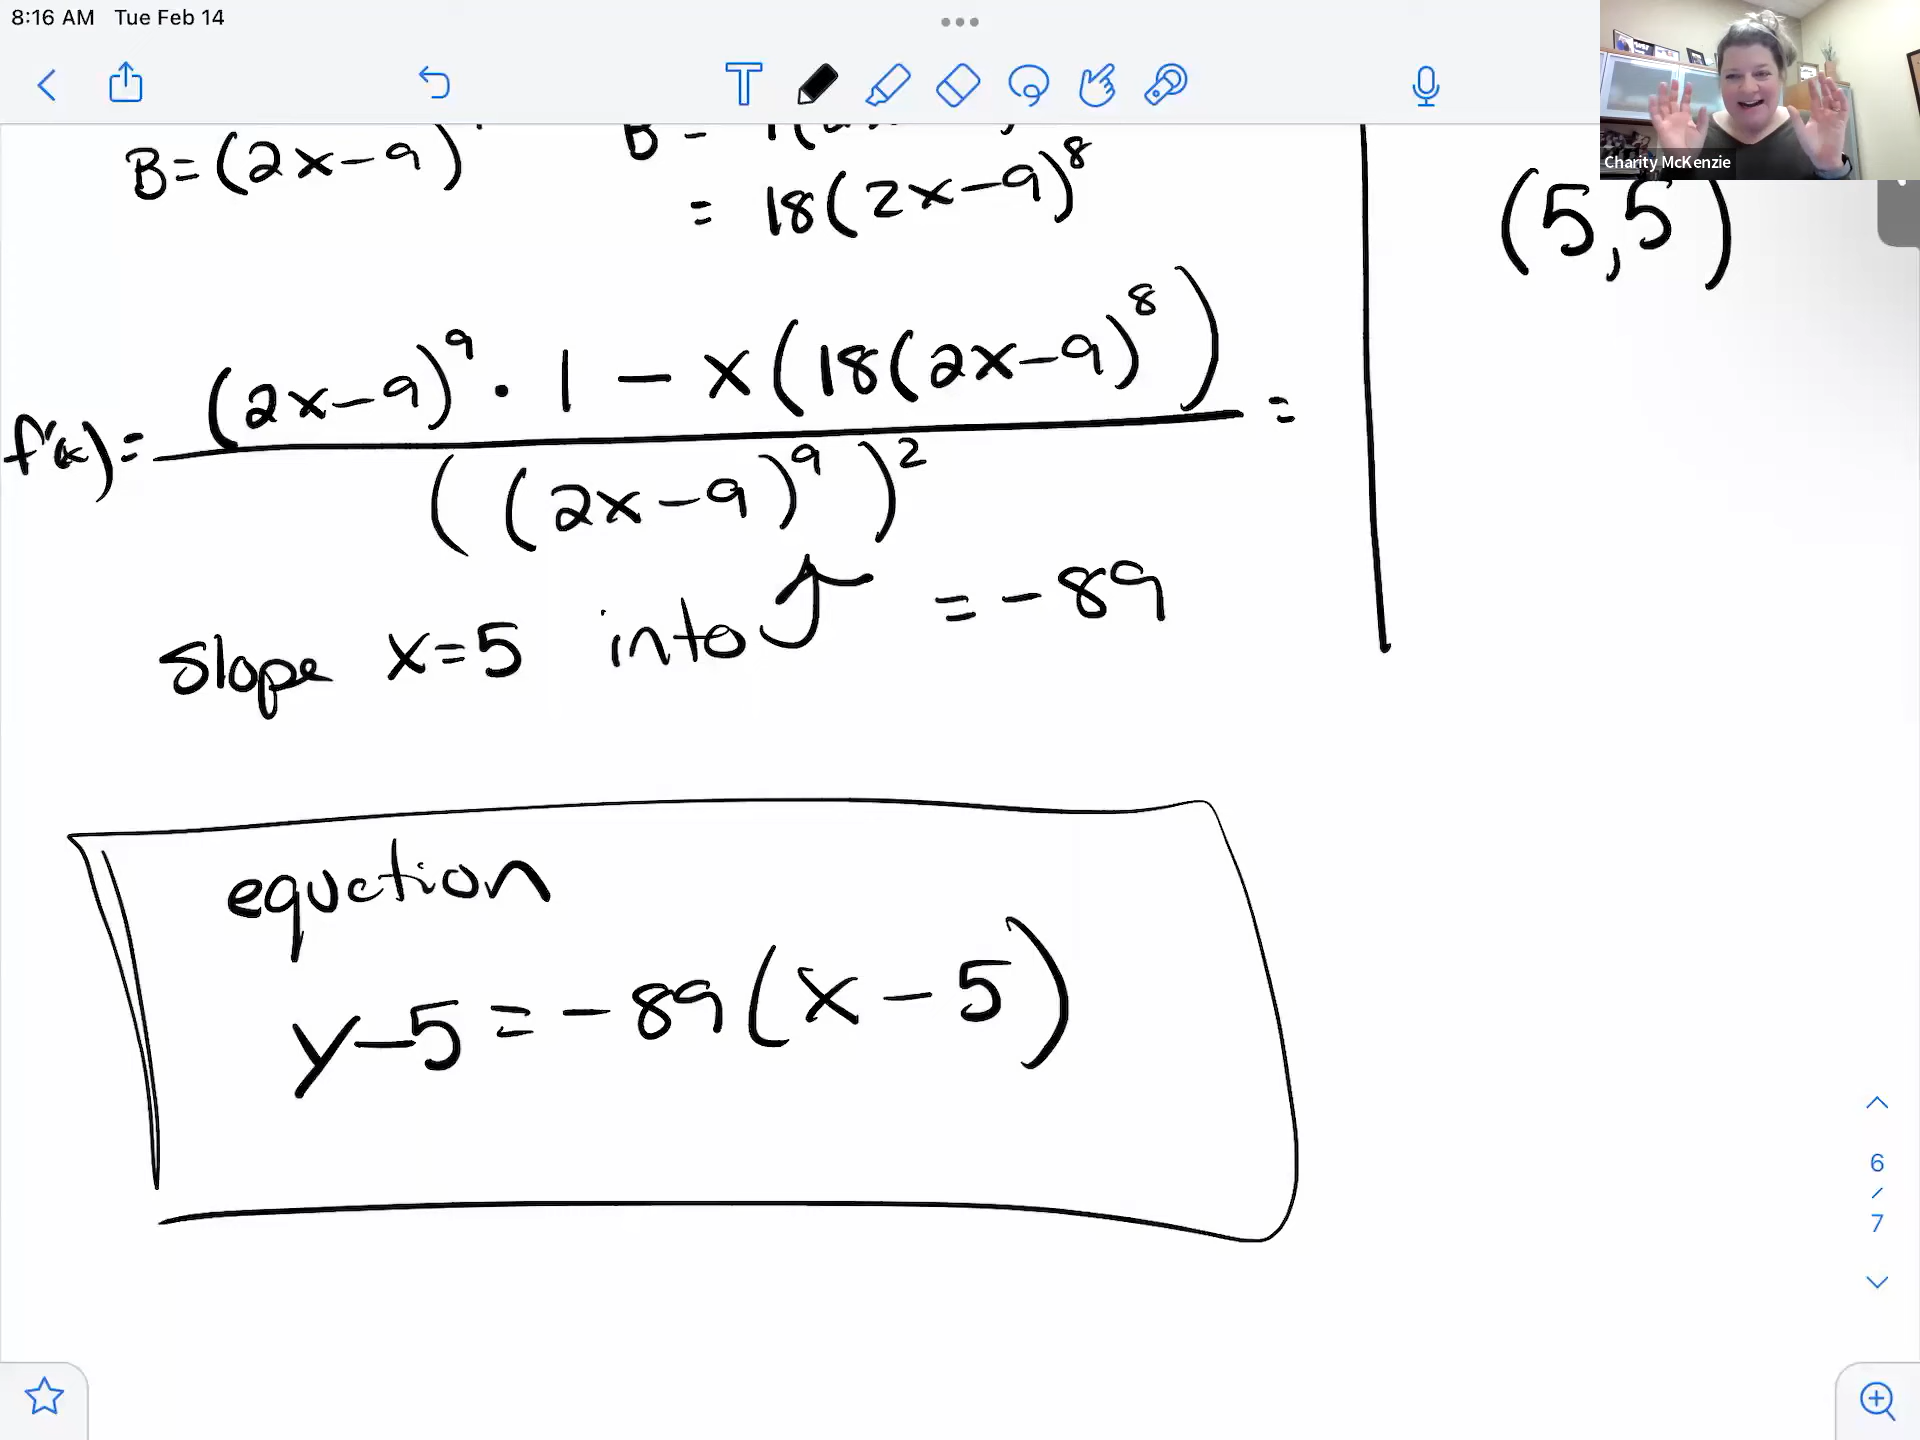 8:16 AM Tue Feb 14
Charity McKenzie
B=(2x-9)
= 18(2x-9)^8
(5,5)
f'(x)= ((2x-9)^9 · 1 - x(18(2x-9)^8)) / ((2x-9)^9)^2 =
Slope x=5 into = -89
equation
y-5=-89(x-5)
6
/
7